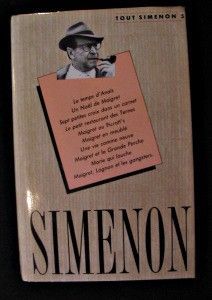 TOUT SIMENON 5
Le temps d'Anaïs
Un Noël de Maigret
Sept petites croix dans un carnet
Le petit restaurant des Ternes
Maigret au Picratt's
Maigret en meublé
Une vie comme neuve
Maigret et la Grande Perche
Marie qui louche
Maigret, Lognon et les gangsters.
SIMENON